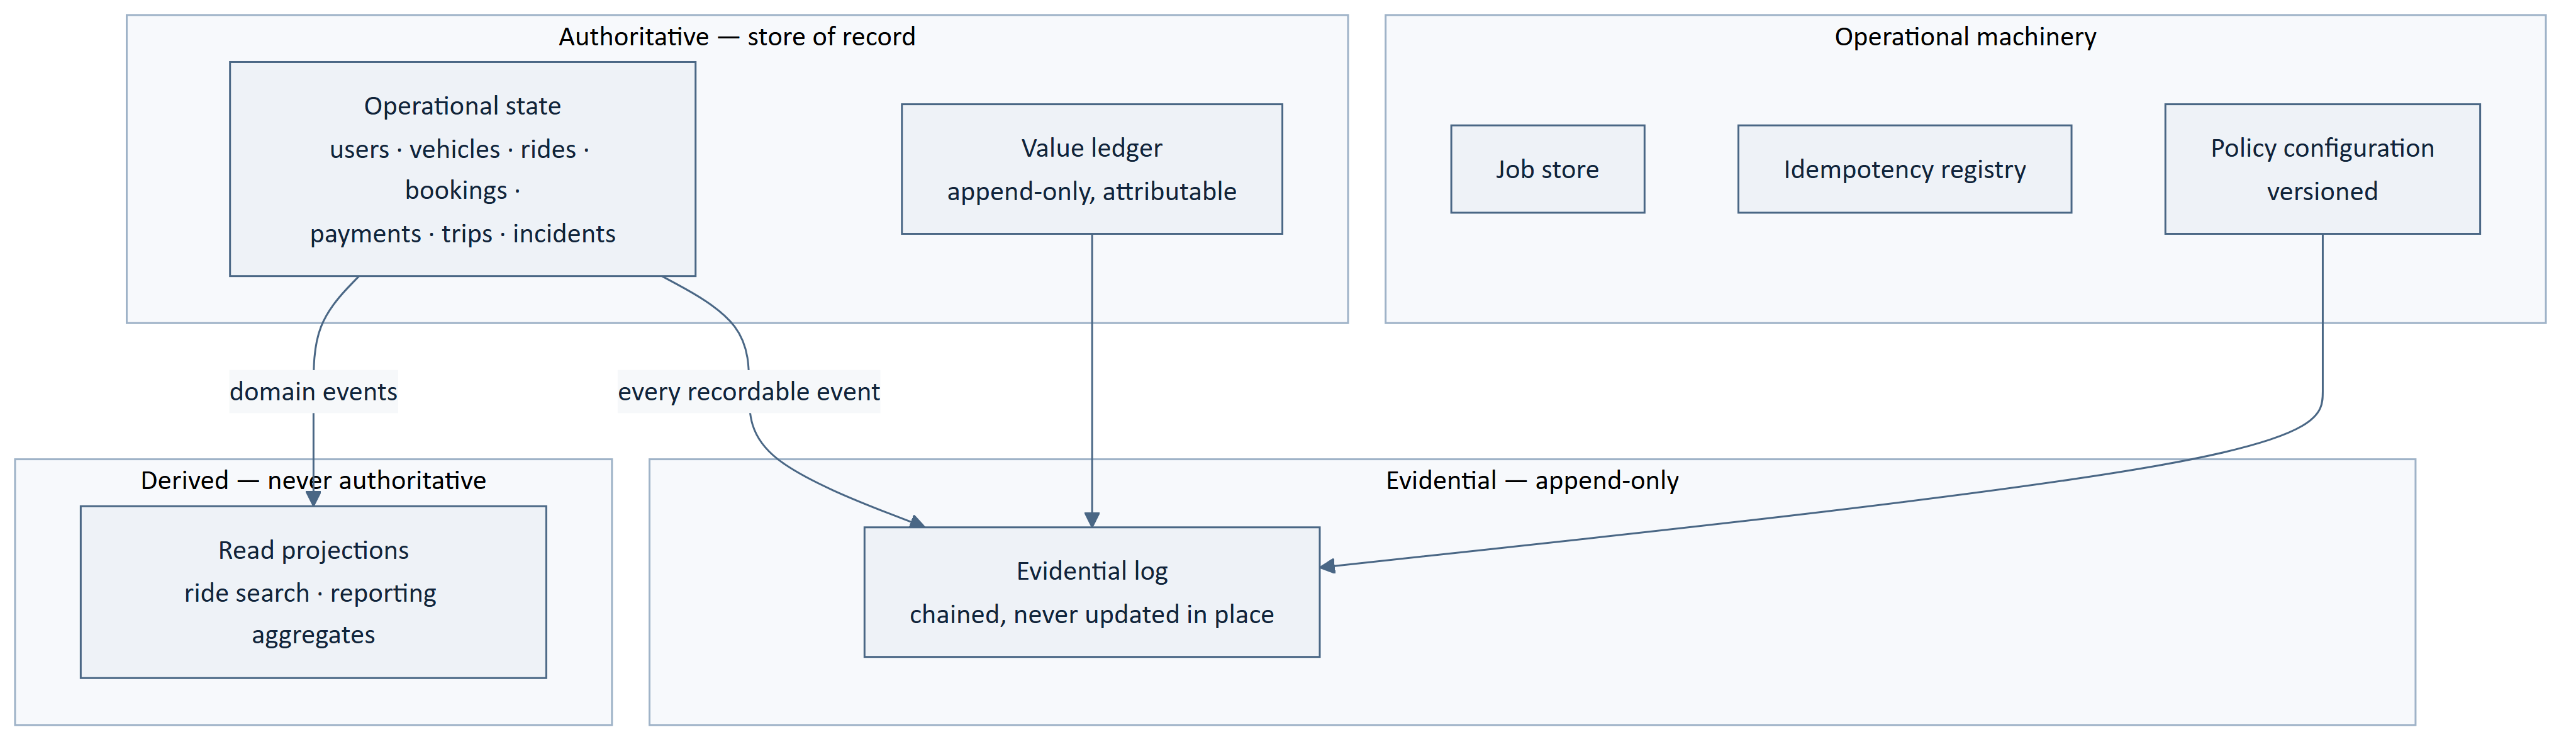 Authoritative — store of record
Operational state
users · vehicles · rides ·
bookings ·
payments · trips · incidents
Value ledger
append-only, attributable
Operational machinery
Job store
Idempotency registry
Policy configuration
versioned
domain events
every recordable event
Derived — never authoritative
Read projections
ride search · reporting
aggregates
Evidential — append-only
Evidential log
chained, never updated in place